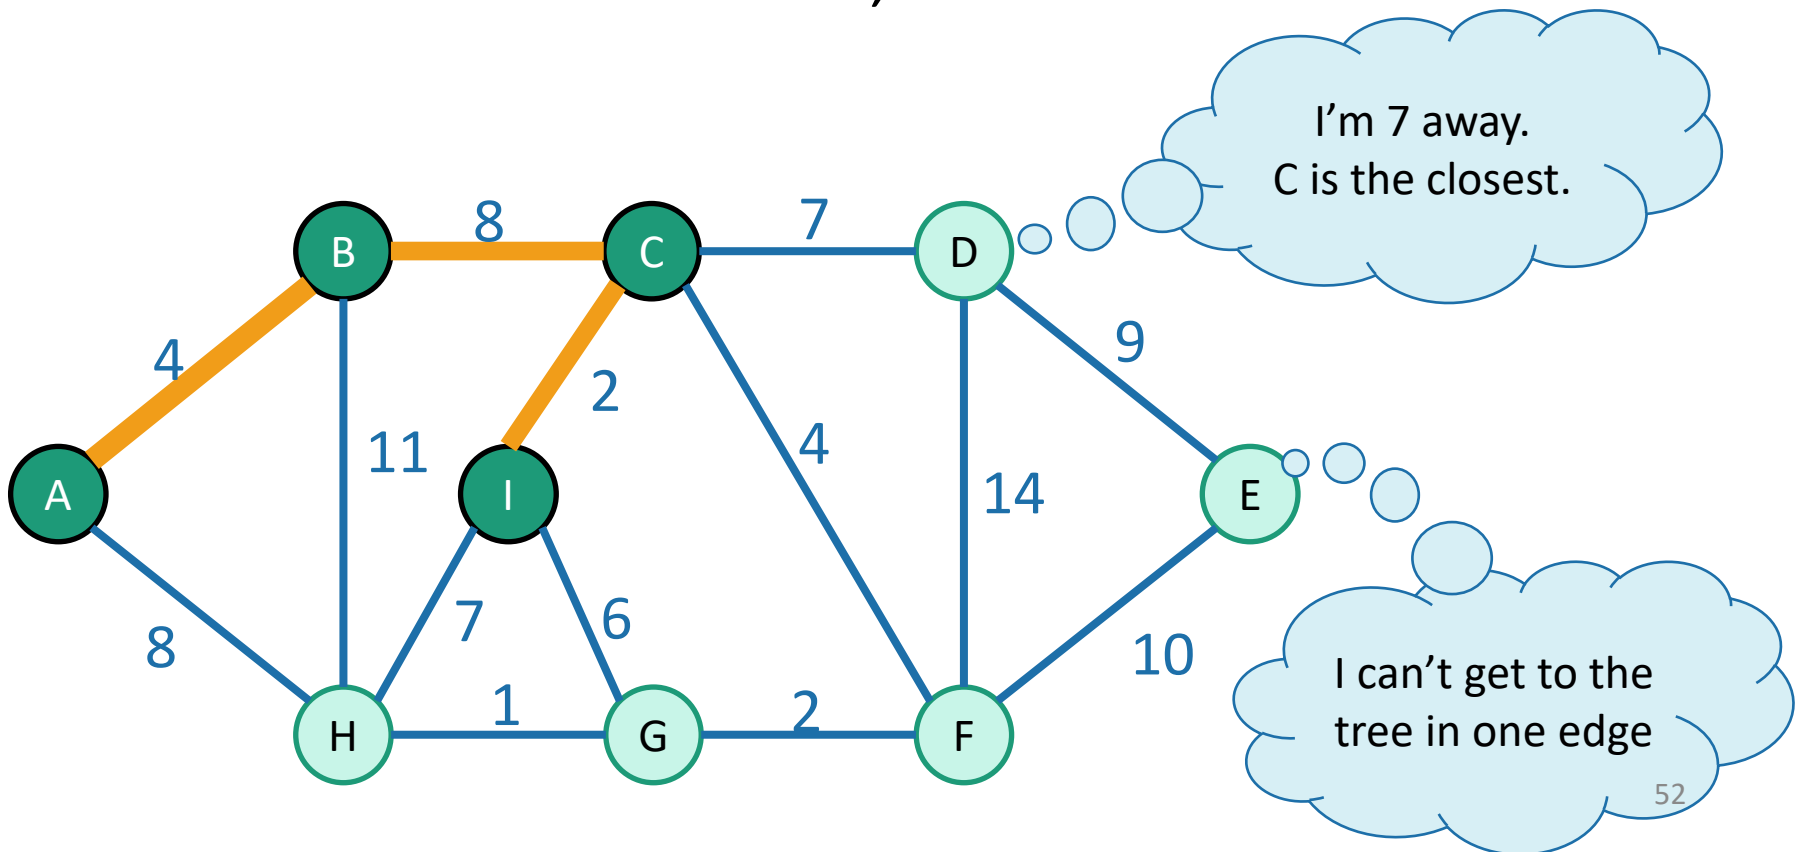 I’m 7 away.
C is the closest.
8
7
B
C
D
4
9
2
11
4
A
I
14
E
7
6
8
10
I can’t get to the
tree in one edge
1
2
H
G
F
52